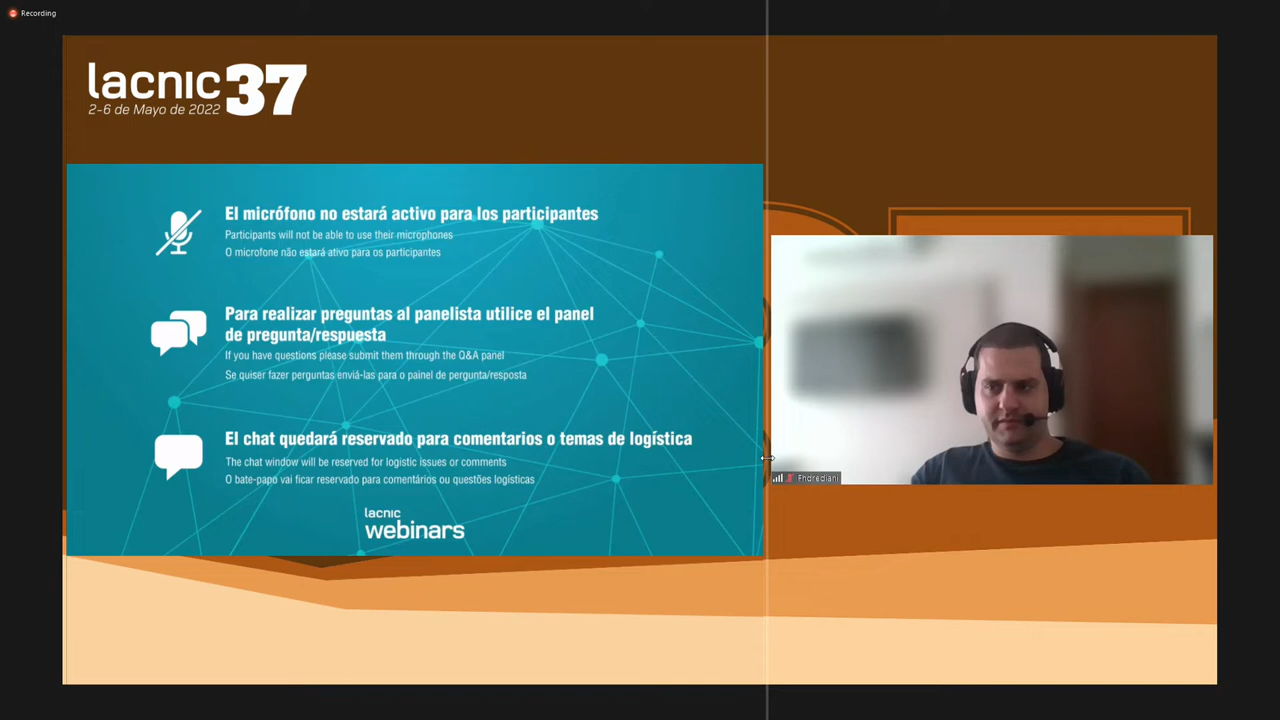 Recording
lacnic 37
2-6 de Mayo de 2022
El micrófono no estará activo para los participantes
Participants will not be able to use their microphones
O microfone não estará ativo para os participantes
Para realizar preguntas al panelista utilice el panel
de pregunta/respuesta
If you have questions please submit them through the Q&A panel
Se quiser fazer perguntas enviá-las para o painel de pergunta/resposta
El chat quedará reservado para comentarios o temas de logística
The chat window will be reserved for logistic issues or comments
O bate-papo vai ficar reservado para comentários ou questões logísticas
lacnic
webinars
Fhdrediani